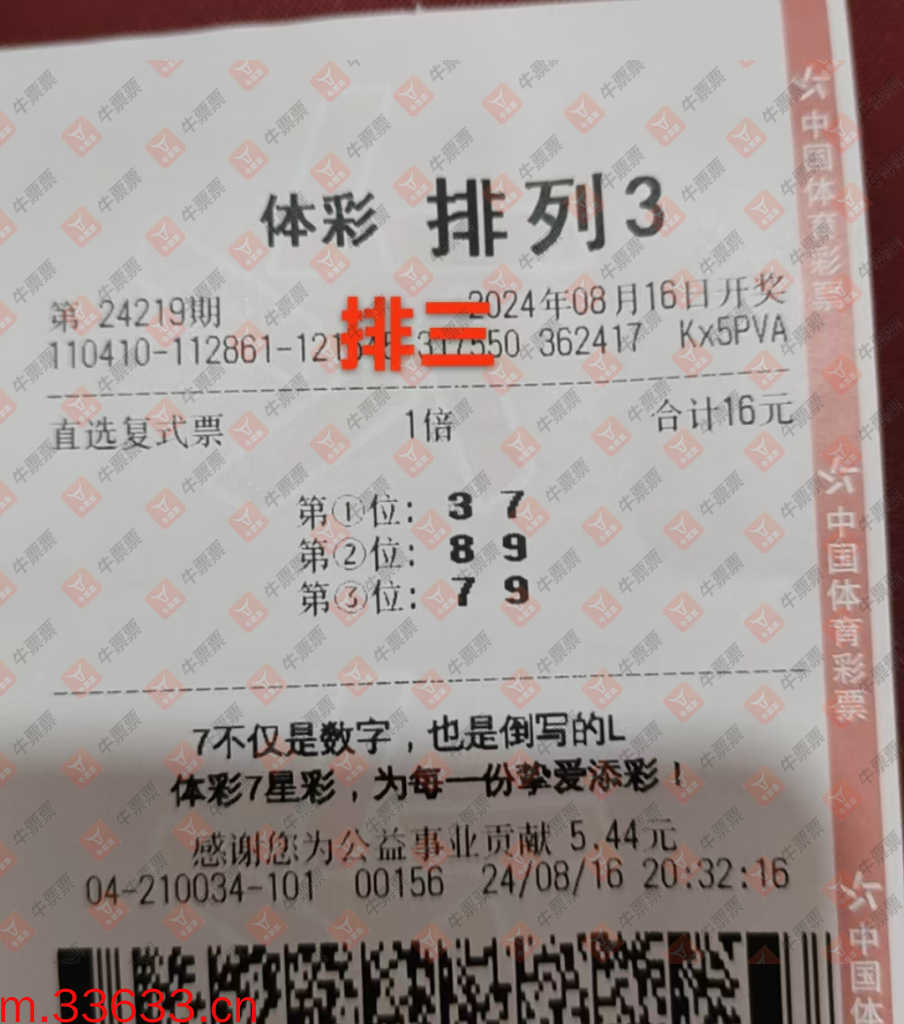 体彩 排列3
第 24219期 2024年08月16日开奖
排三
110410-112861-121 317550 362417 Kx5PVA
直选复式票 1倍 合计16元
第①位: 3 7
第②位: 8 9
第③位: 7 9
7不仅是数字，也是倒写的L
体彩7星彩，为每一份挚爱添彩！
感谢您为公益事业贡献 5.44元
04-210034-101 00156 24/08/16 20:32:16
m.33633.cn
中国体育彩票
中国体育彩票
中国体
牛票票